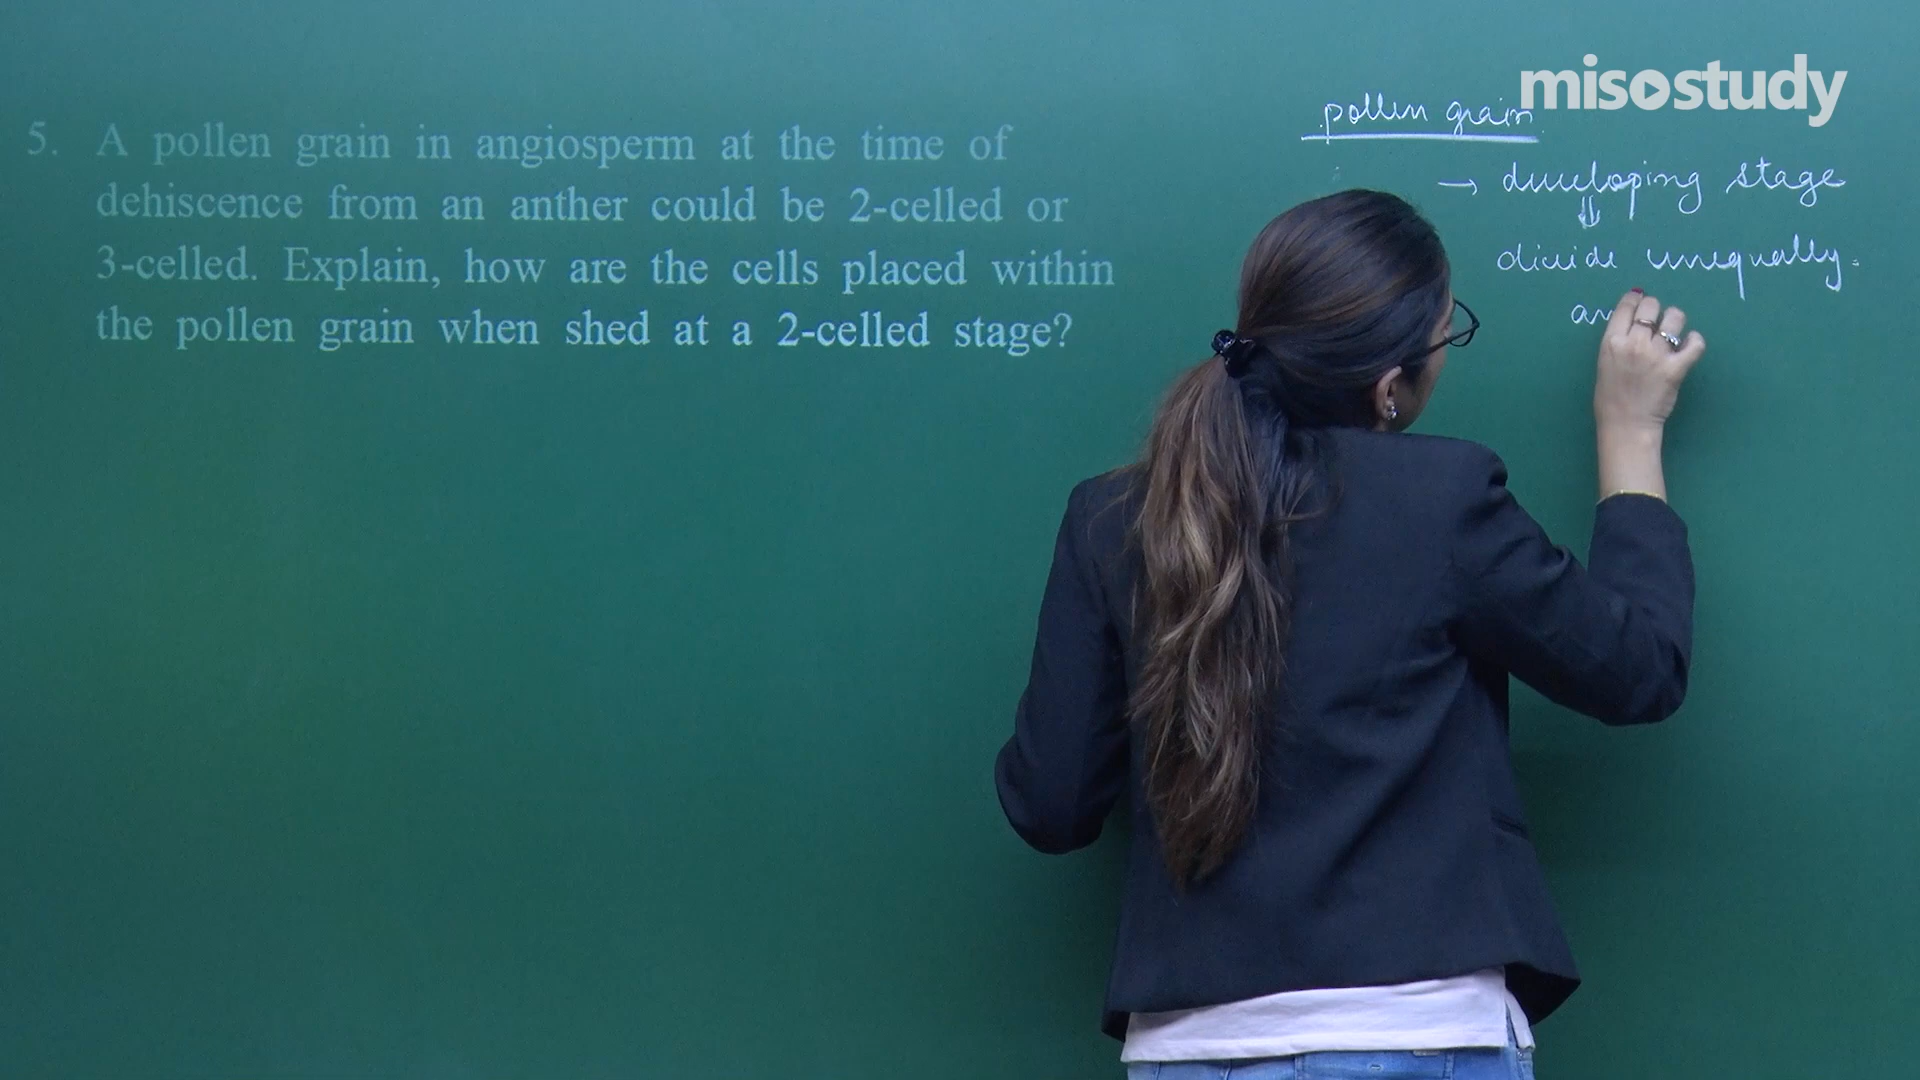 misostudy
5. A pollen grain in angiosperm at the time of
dehiscence from an anther could be 2-celled or
3-celled. Explain, how are the cells placed within
the pollen grain when shed at a 2-celled stage?
pollen grain
→ developing stage
⇓
divide unequally.